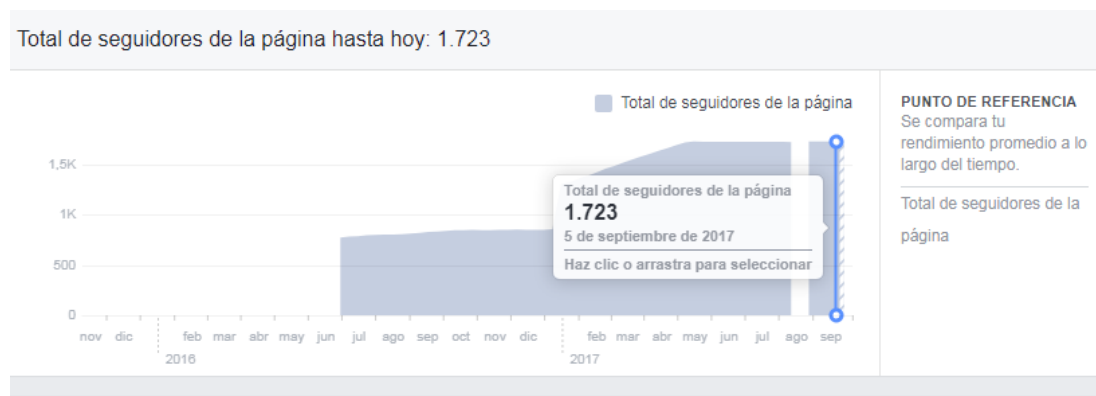 Total de seguidores de la página hasta hoy: 1.723
Total de seguidores de la página
PUNTO DE REFERENCIA
Se compara tu
rendimiento promedio a lo
largo del tiempo.
Total de seguidores de la
página
1,5K
1K
500
0
Total de seguidores de la página
1.723
5 de septiembre de 2017
Haz clic o arrastra para seleccionar
nov dic feb mar abr may jun jul ago sep oct nov dic feb mar abr may jun jul ago sep
2016 2017